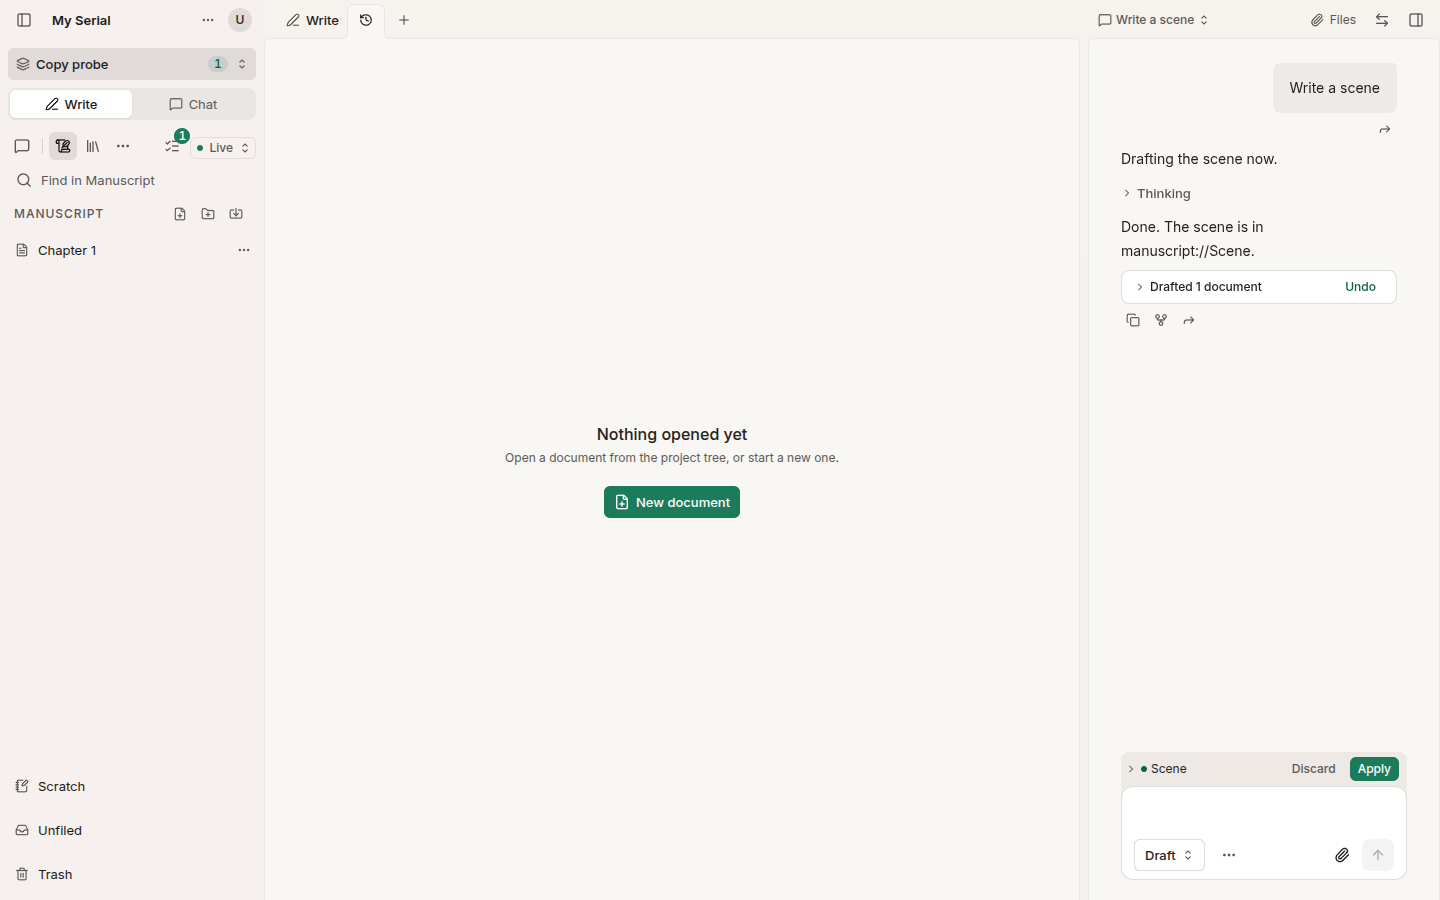 My Serial
U
Copy probe
1
Write
Chat
1
Live
Find in Manuscript
MANUSCRIPT
Chapter 1
Scratch
Unfiled
Trash
Write
Nothing opened yet
Open a document from the project tree, or start a new one.
New document
Write a scene
Files
Write a scene
Drafting the scene now.
Thinking
Done. The scene is in
manuscript://Scene.
Drafted 1 document
Undo
Scene
Discard
Apply
Draft